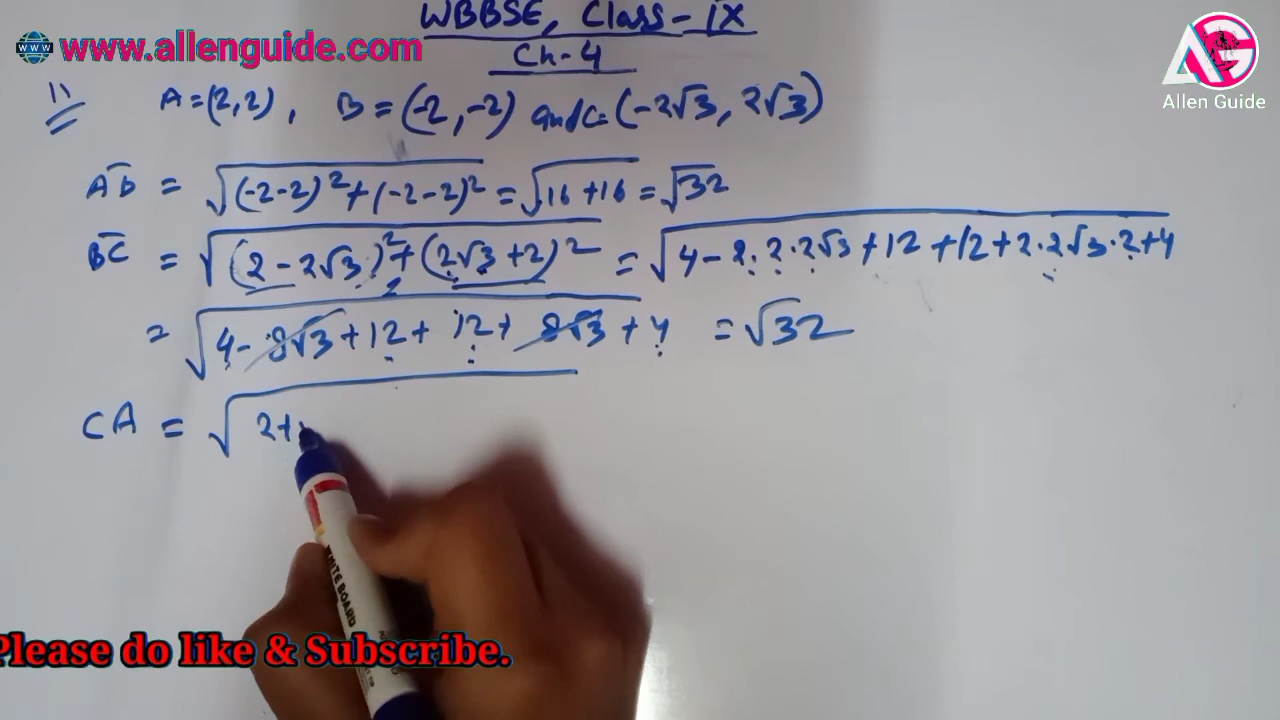 WBBSE, Class-IX
www.allenguide.com
Ch-4
AG
Allen Guide
11 A=(2,2), B=(-2,-2) and C=(-2√3, 2√3)
AB = √(-2-2)²+(-2-2)² = √16+16 = √32
BC = √(2-2√3)²+(2√3+2)² = √4-2.2.2√3+12+12+2.2√3.2+4
= √4-8√3+12+12+8√3+4 = √32
CA = √2+
WHITE BOARD
Please do like & Subscribe.